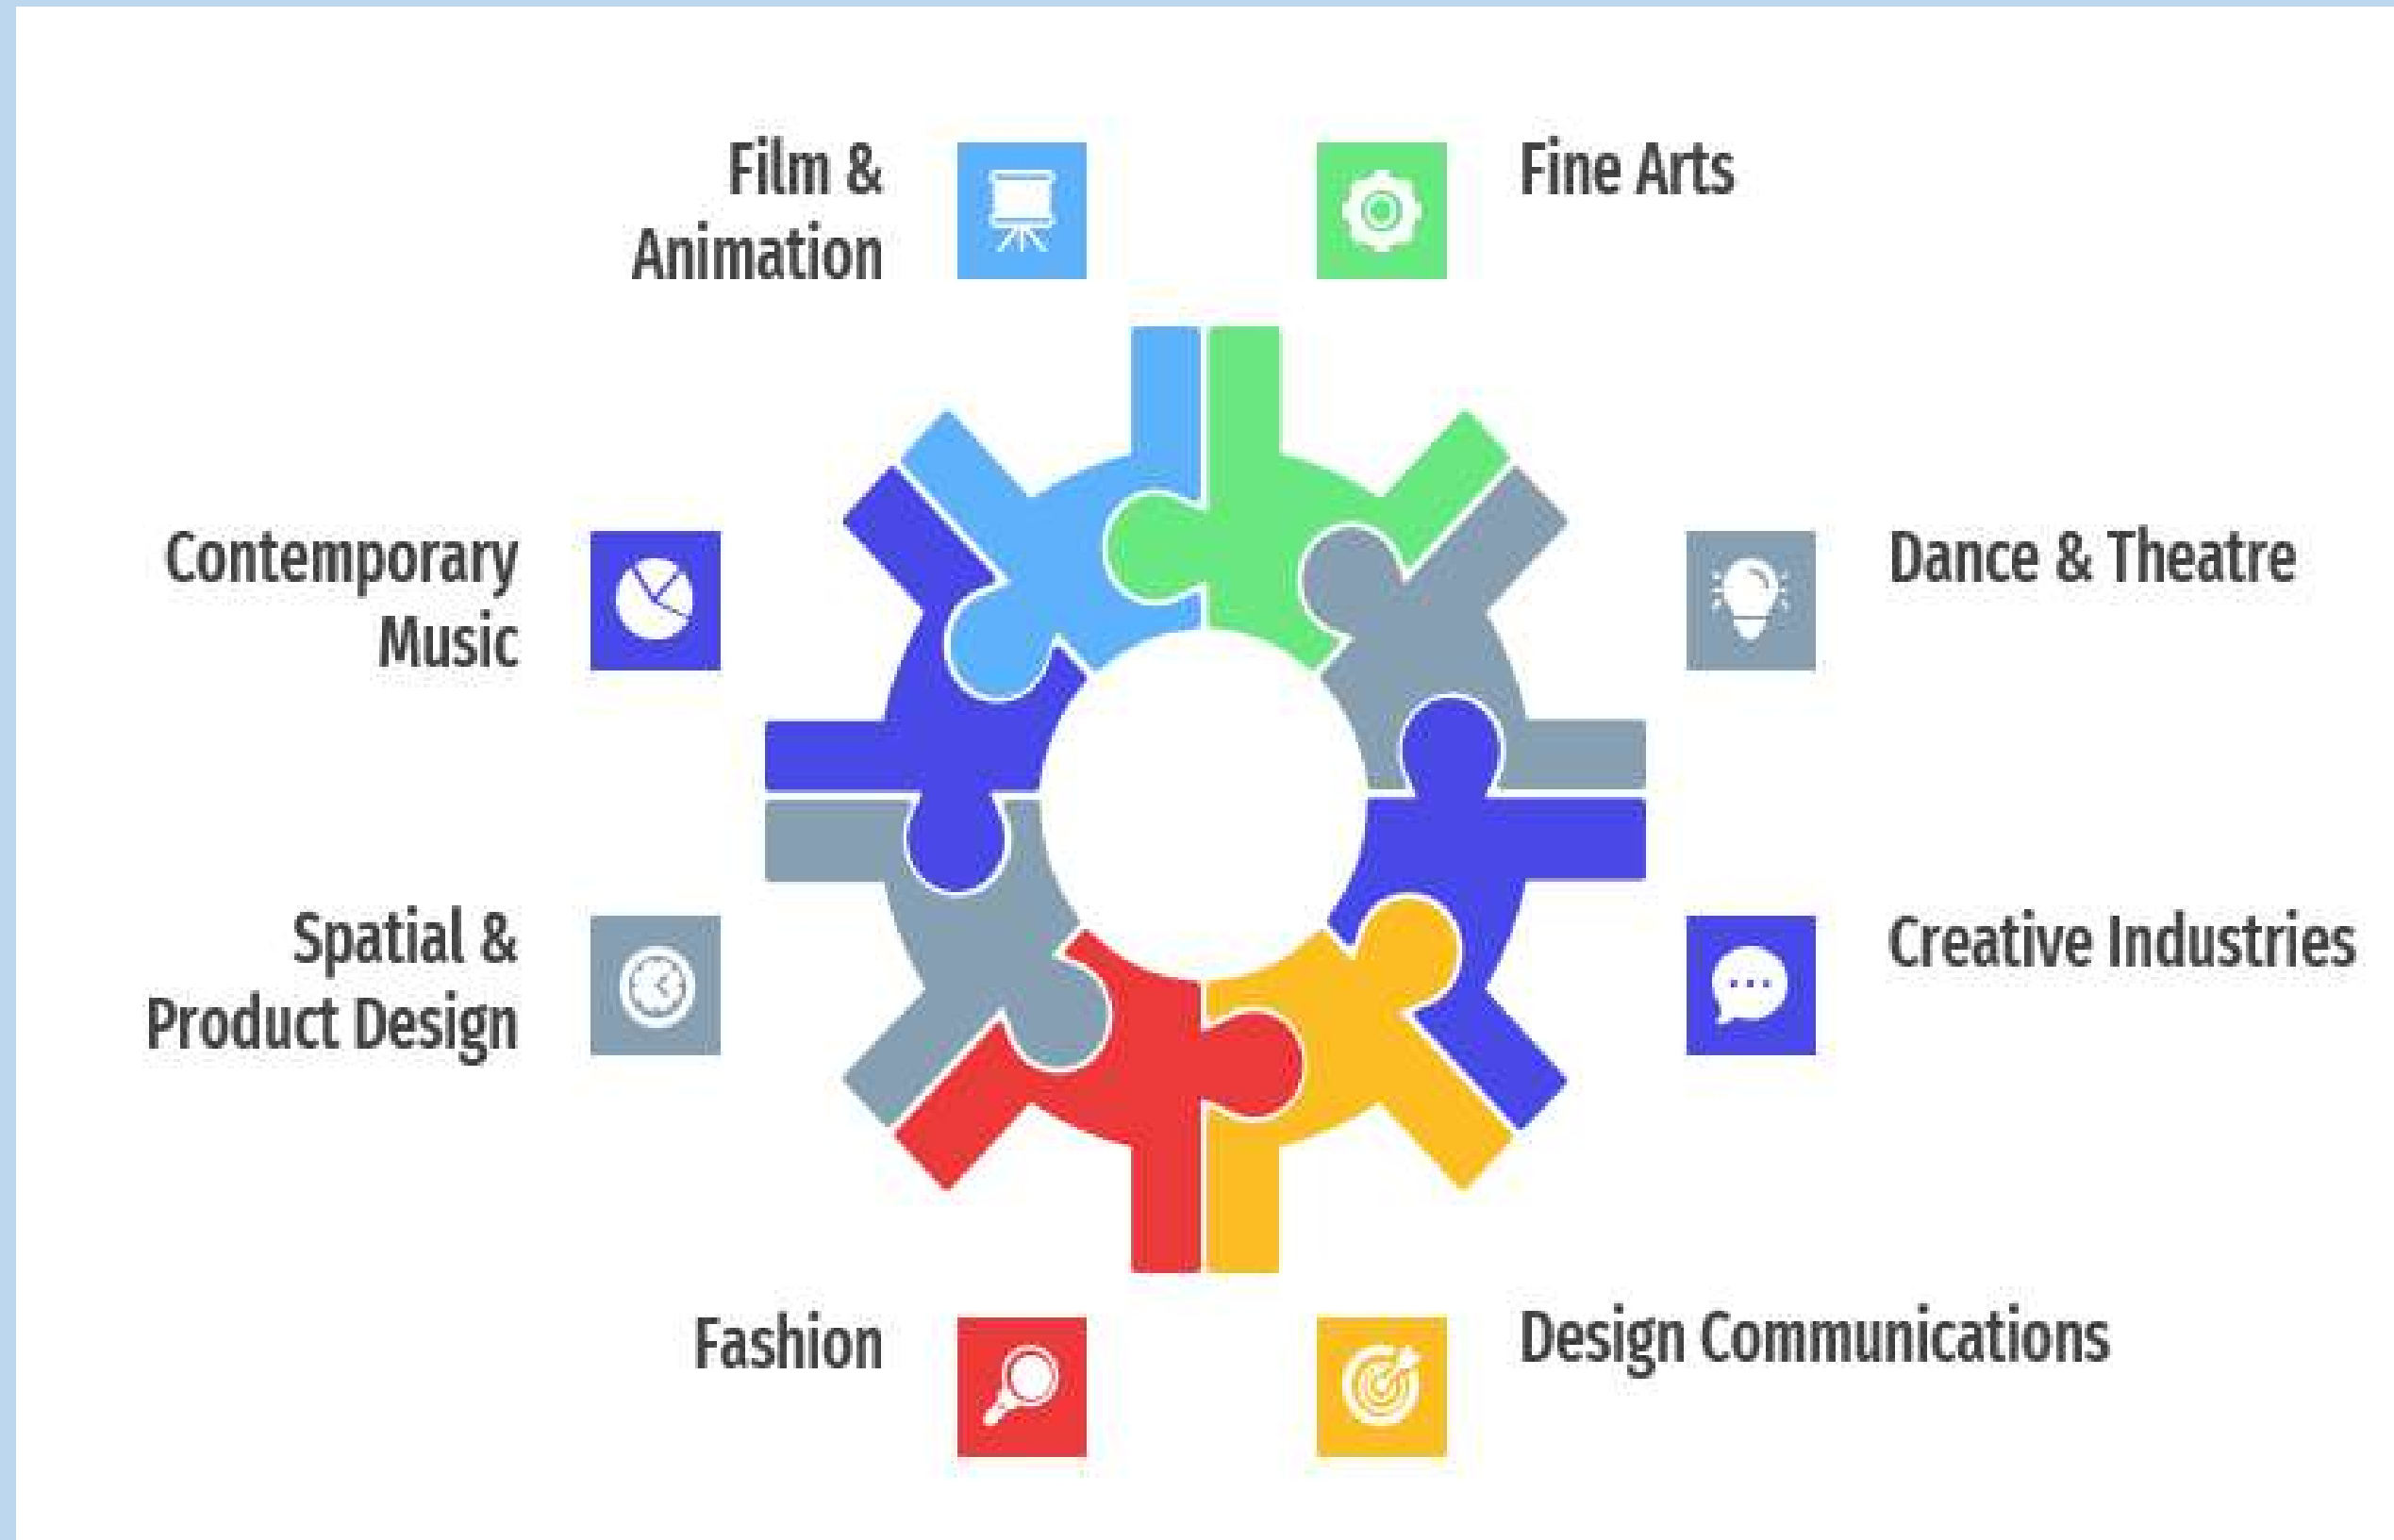 Film &
Animation
Fine Arts
Contemporary
Music
Dance & Theatre
Spatial &
Product Design
Creative Industries
Fashion
Design Communications